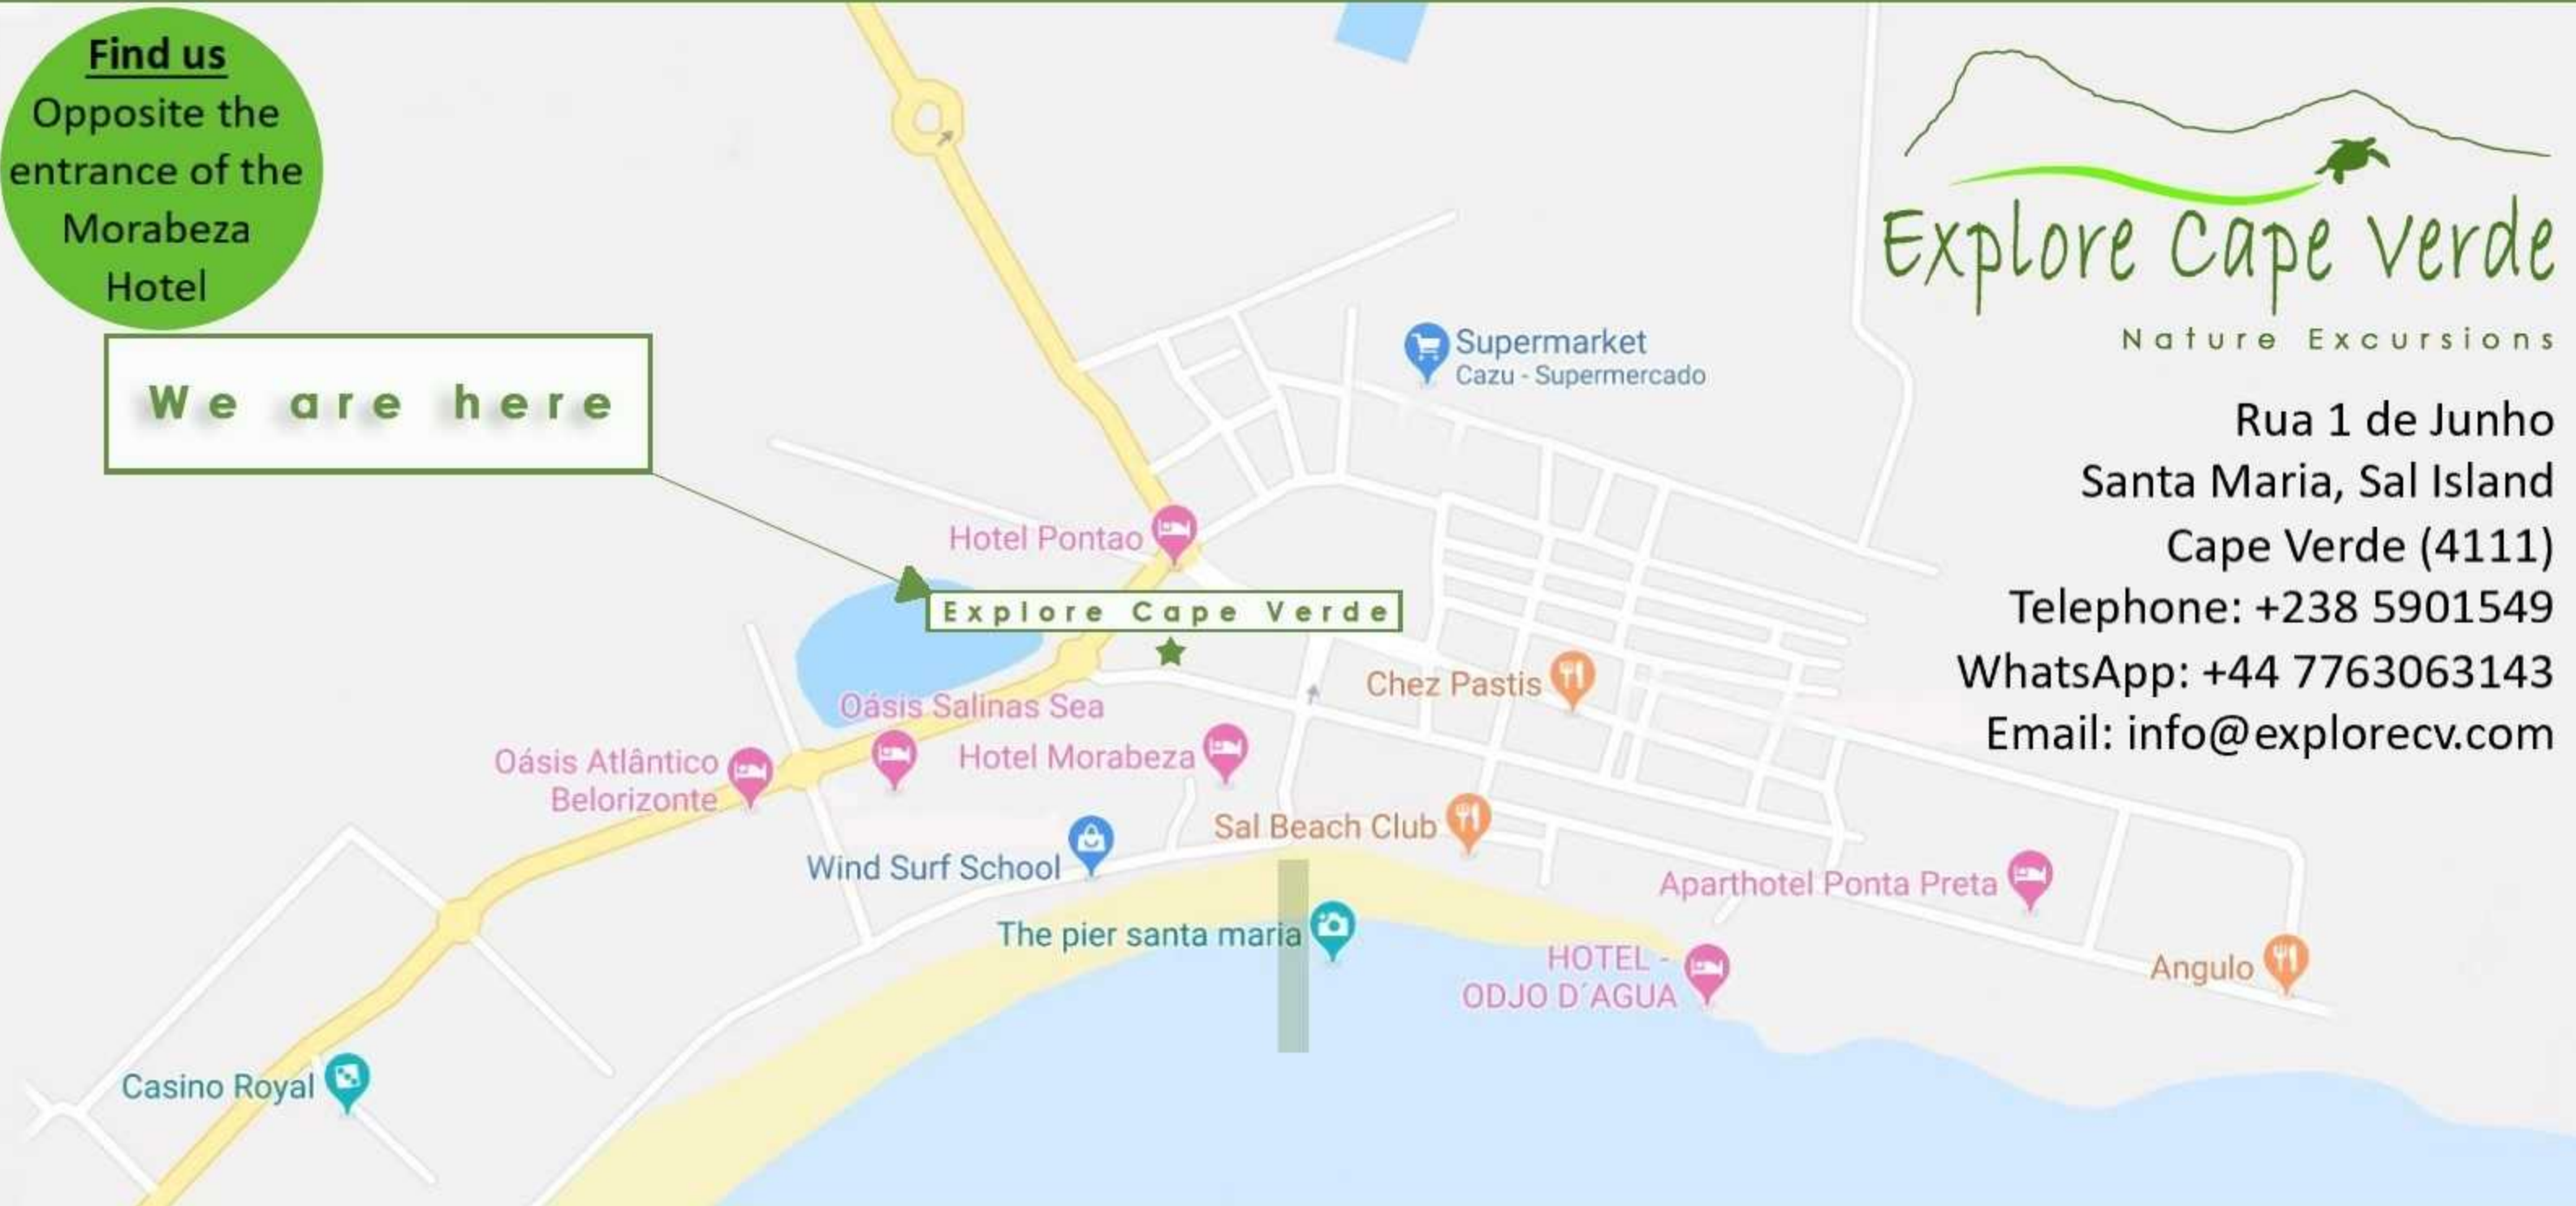 Find us
Opposite the
entrance of the
Morabeza
Hotel
We are here
Explore Cape Verde
Nature Excursions
Rua 1 de Junho
Santa Maria, Sal Island
Cape Verde (4111)
Telephone: +238 5901549
WhatsApp: +44 7763063143
Email: info@explorecv.com
Supermarket
Cazu - Supermercado
Hotel Pontao
Explore Cape Verde
Chez Pastis
Oásis Salinas Sea
Hotel Morabeza
Oásis Atlântico
Belorizonte
Sal Beach Club
Wind Surf School
The pier santa maria
Aparthotel Ponta Preta
HOTEL -
ODJO D´AGUA
Angulo
Casino Royal